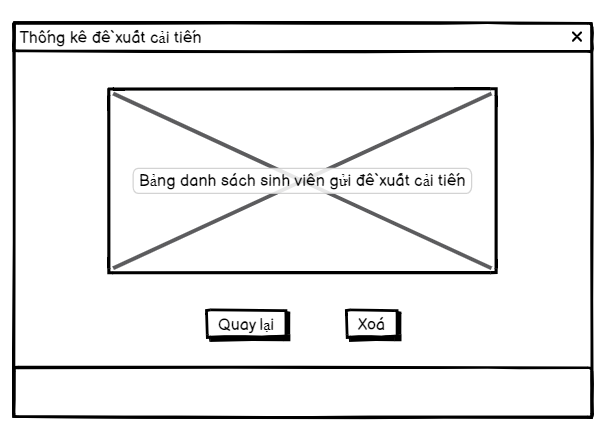 Thống kê đề xuất cải tiến
Bảng danh sách sinh viên gửi đề xuất cải tiến
Quay lại
Xoá